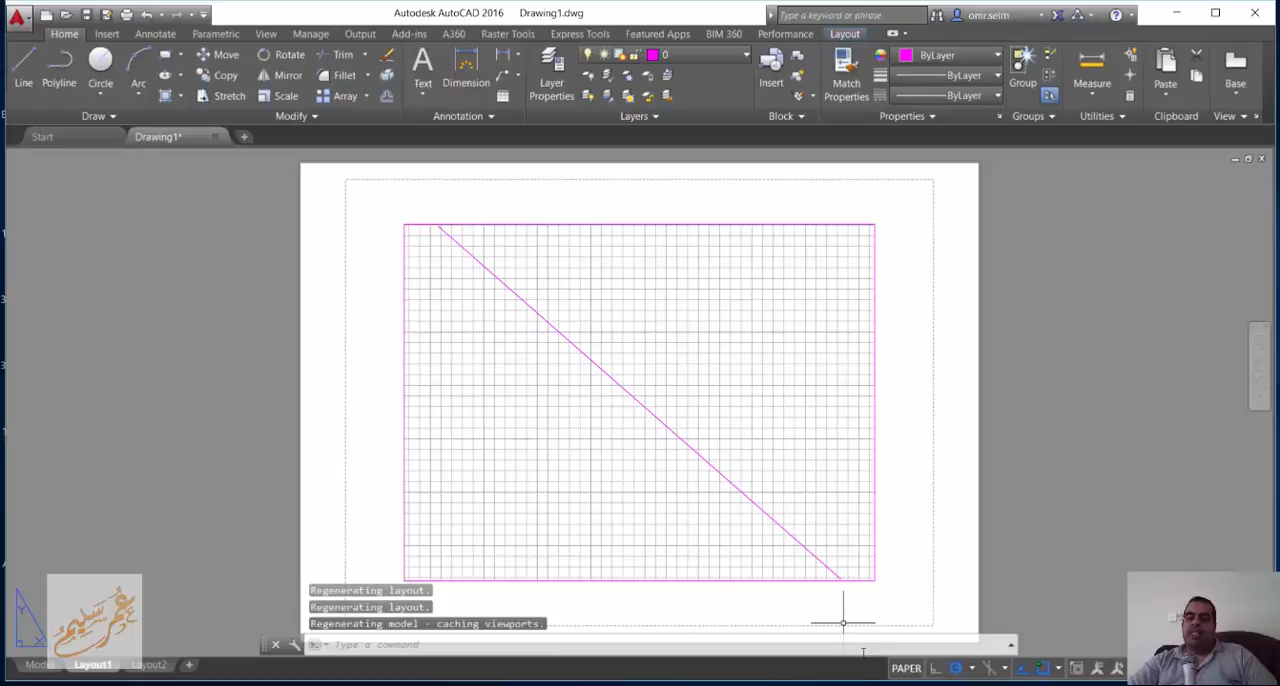 Autodesk AutoCAD 2016 Drawing1.dwg
Type a keyword or phrase
omr.selm
Home Insert Annotate Parametric View Manage Output Add-ins A360 Raster Tools Express Tools Featured Apps BIM 360 Performance Layout
Line Polyline Circle Arc
Move Rotate Trim
Copy Mirror Fillet
Stretch Scale Array
Text Dimension
Layer Properties
0
Insert
Match Properties
ByLayer
ByLayer
ByLayer
Group
Measure
Paste
Base
Draw Modify Annotation Layers Block Properties Groups Utilities Clipboard View
Start Drawing1*
Regenerating layout.
Regenerating layout.
Regenerating model - caching viewports.
Type a command
Model Layout1 Layout2
PAPER
عمر سليم